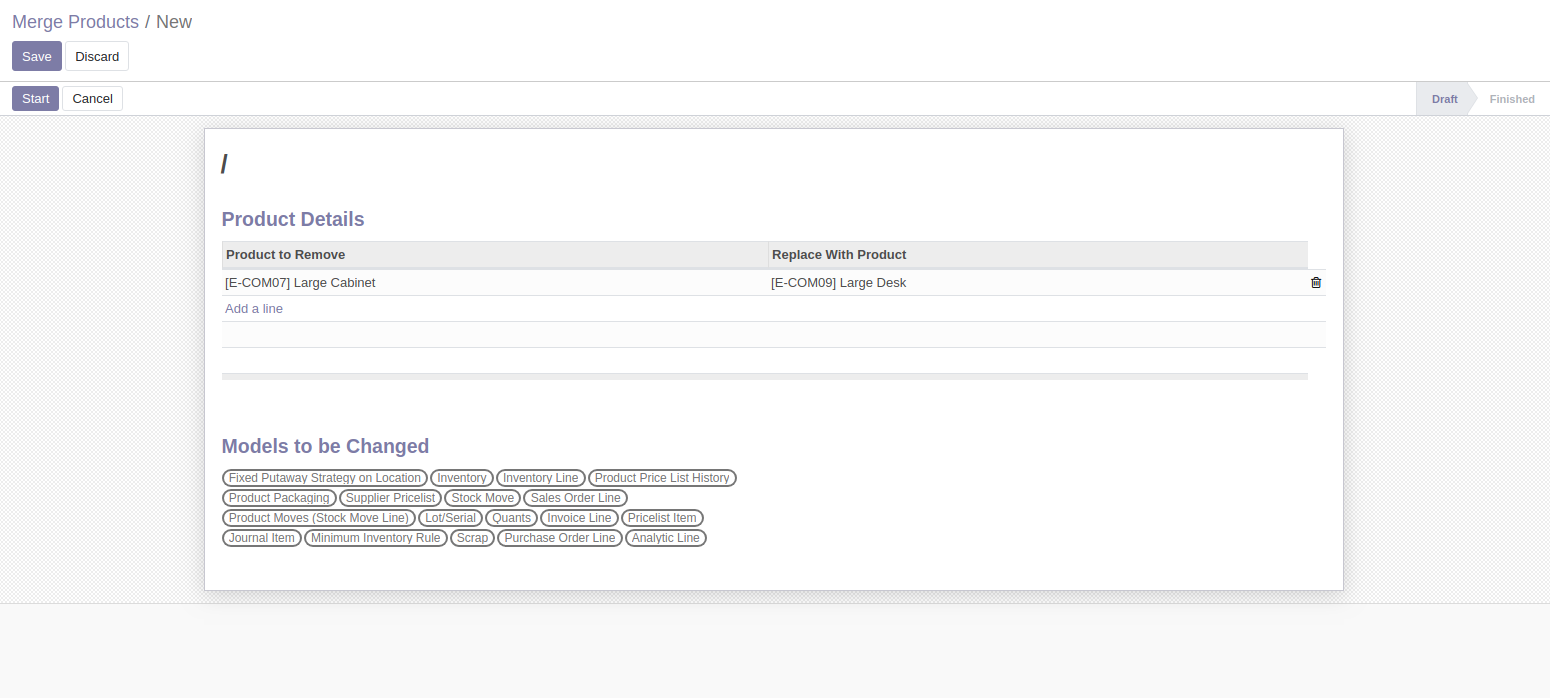 Merge Products / New
Save Discard
Start Cancel Draft Finished
/
Product Details
Product to Remove Replace With Product
[E-COM07] Large Cabinet [E-COM09] Large Desk
Add a line
Models to be Changed
Fixed Putaway Strategy on Location Inventory Inventory Line Product Price List History
Product Packaging Supplier Pricelist Stock Move Sales Order Line
Product Moves (Stock Move Line) Lot/Serial Quants Invoice Line Pricelist Item
Journal Item Minimum Inventory Rule Scrap Purchase Order Line Analytic Line